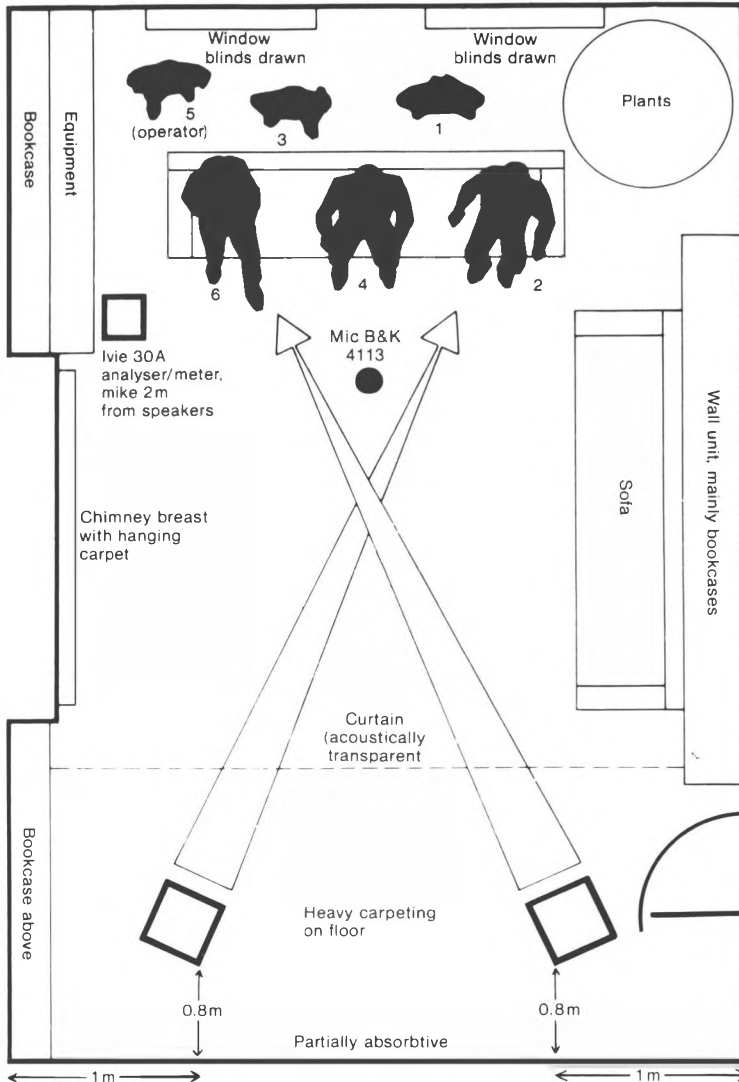 Window
blinds drawn
Window
blinds drawn
Plants
Bookcase
Equipment
5
(operator)
3
1
6
4
2
Mic B&K
4113
Ivie 30A
analyser/meter,
mike 2m
from speakers
Chimney breast
with hanging
carpet
Sofa
Wall unit, mainly bookcases
Curtain
(acoustically
transparent
Bookcase above
Heavy carpeting
on floor
0.8m
0.8m
Partially absorbtive
1m
1m